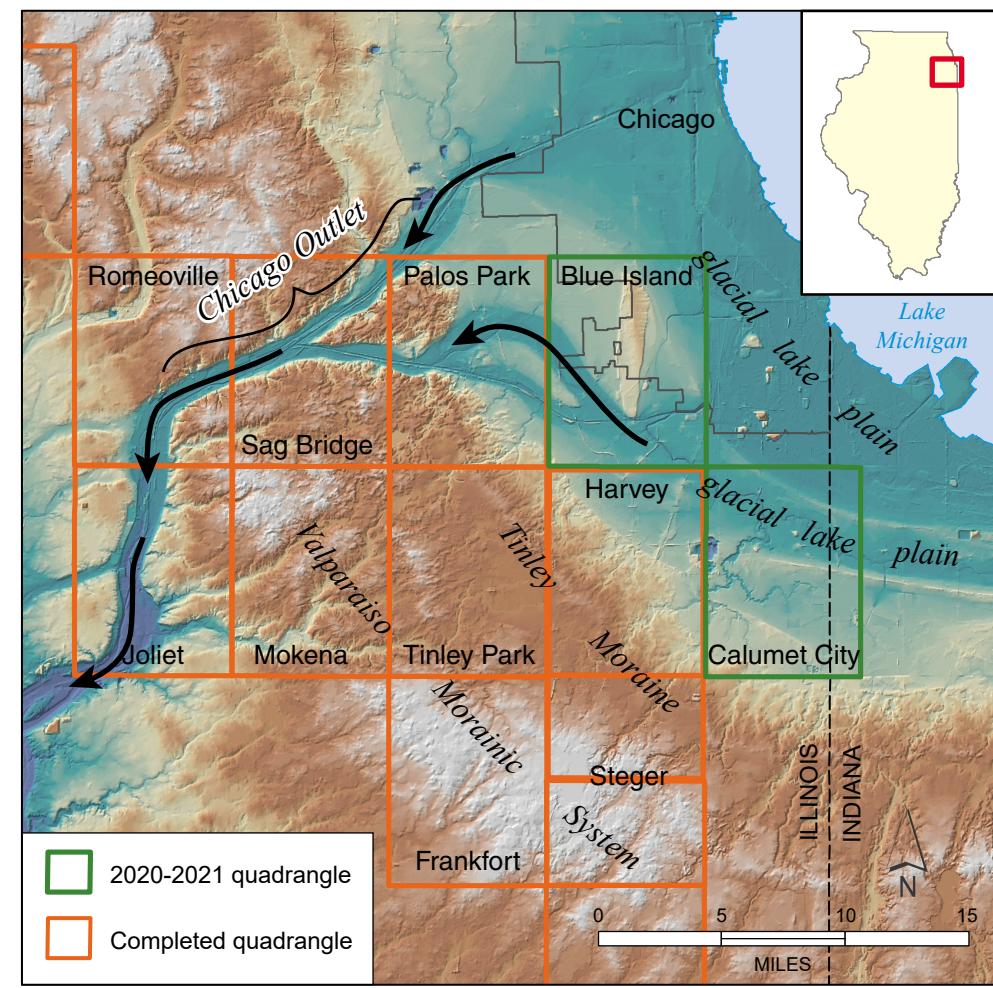 Chicago
Chicago Outlet
Romeoville
Palos Park
Blue Island
glacial lake plain
Lake
Michigan
Sag Bridge
Harvey
glacial lake plain
Valparaiso
Tinley
Joliet
Mokena
Tinley Park
Moraine
Calumet City
Morainic
Steger
System
ILLINOIS
INDIANA
Frankfort
N
2020-2021 quadrangle
Completed quadrangle
0 5 10 15
MILES